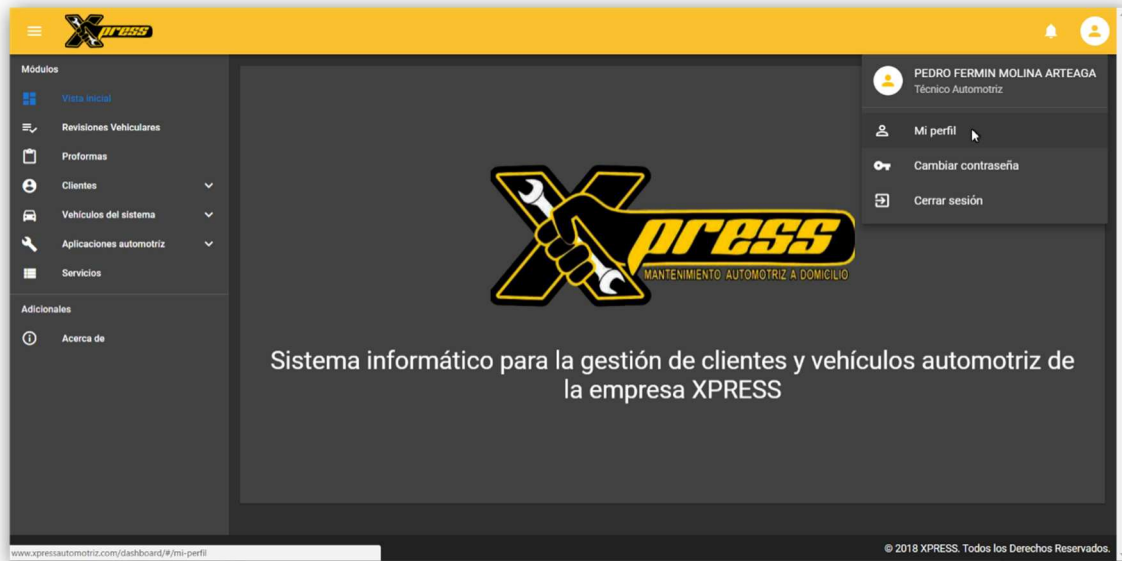 Xpress
Módulos
Vista inicial
Revisiones Vehiculares
Proformas
Clientes
Vehículos del sistema
Aplicaciones automotriz
Servicios
Adicionales
Acerca de
PEDRO FERMIN MOLINA ARTEAGA
Técnico Automotriz
Mi perfil
Cambiar contraseña
Cerrar sesión
Xpress
MANTENIMIENTO AUTOMOTRIZ A DOMICILIO
Sistema informático para la gestión de clientes y vehículos automotriz de
la empresa XPRESS
www.xpressautomotriz.com/dashboard/#/mi-perfil
© 2018 XPRESS. Todos los Derechos Reservados.